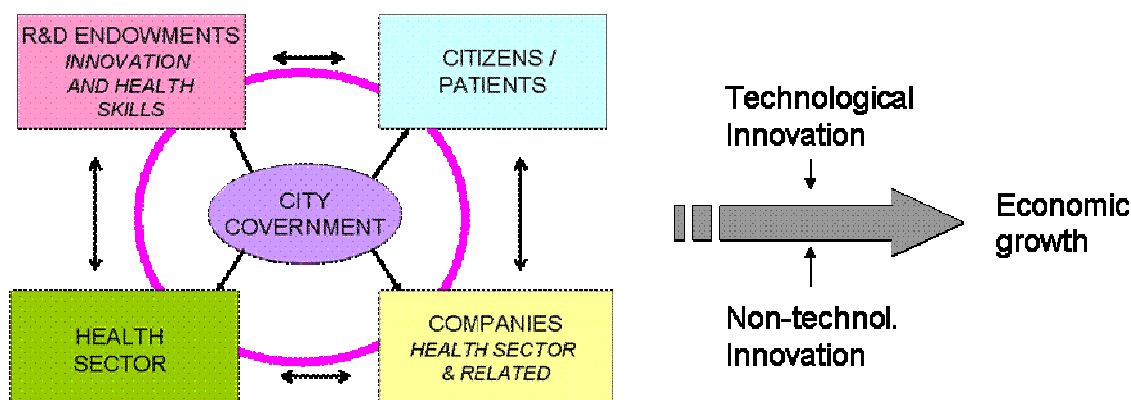 R&D ENDOWMENTS
INNOVATION
AND HEALTH
SKILLS
CITIZENS /
PATIENTS
CITY
COVERNMENT
HEALTH
SECTOR
COMPANIES
HEALTH SECTOR
& RELATED
Technological
Innovation
Economic
growth
Non-technol.
Innovation